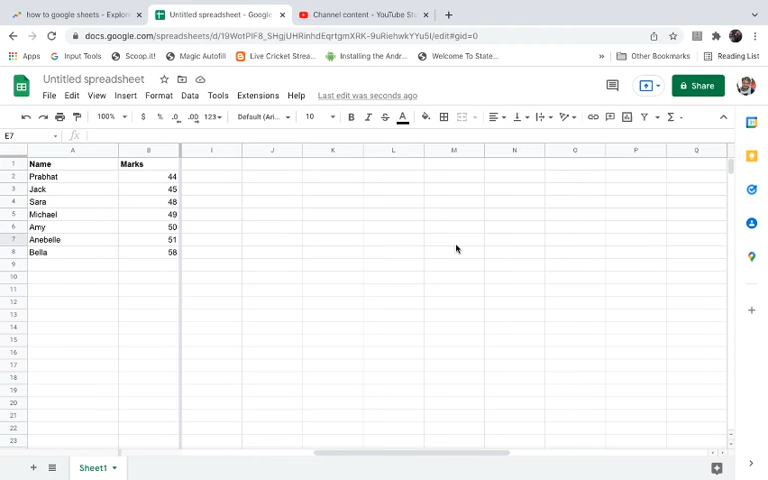 how to google sheets - Explor
Untitled spreadsheet - Google
Channel content - YouTube Stu
docs.google.com/spreadsheets/d/19WotPlF8_SHgjUHRinhdEqrtgmXRK-9uRiehwkYYu5I/edit#gid=0
Apps Input Tools Scoop.it! Magic Autofill Live Cricket Strea... Installing the Andr... Welcome To State... » Other Bookmarks Reading List
Untitled spreadsheet
File Edit View Insert Format Data Tools Extensions Help Last edit was seconds ago
Share
100% $ % .0 .00 123 Default (Ari... 10 B I S A Σ
E7 fx
A B I J K L M N O P Q
1 Name Marks
2 Prabhat 44
3 Jack 45
4 Sara 48
5 Michael 49
6 Amy 50
7 Anebelle 51
8 Bella 58
9
10
11
12
13
14
15
16
17
18
19
20
21
22
23
Sheet1